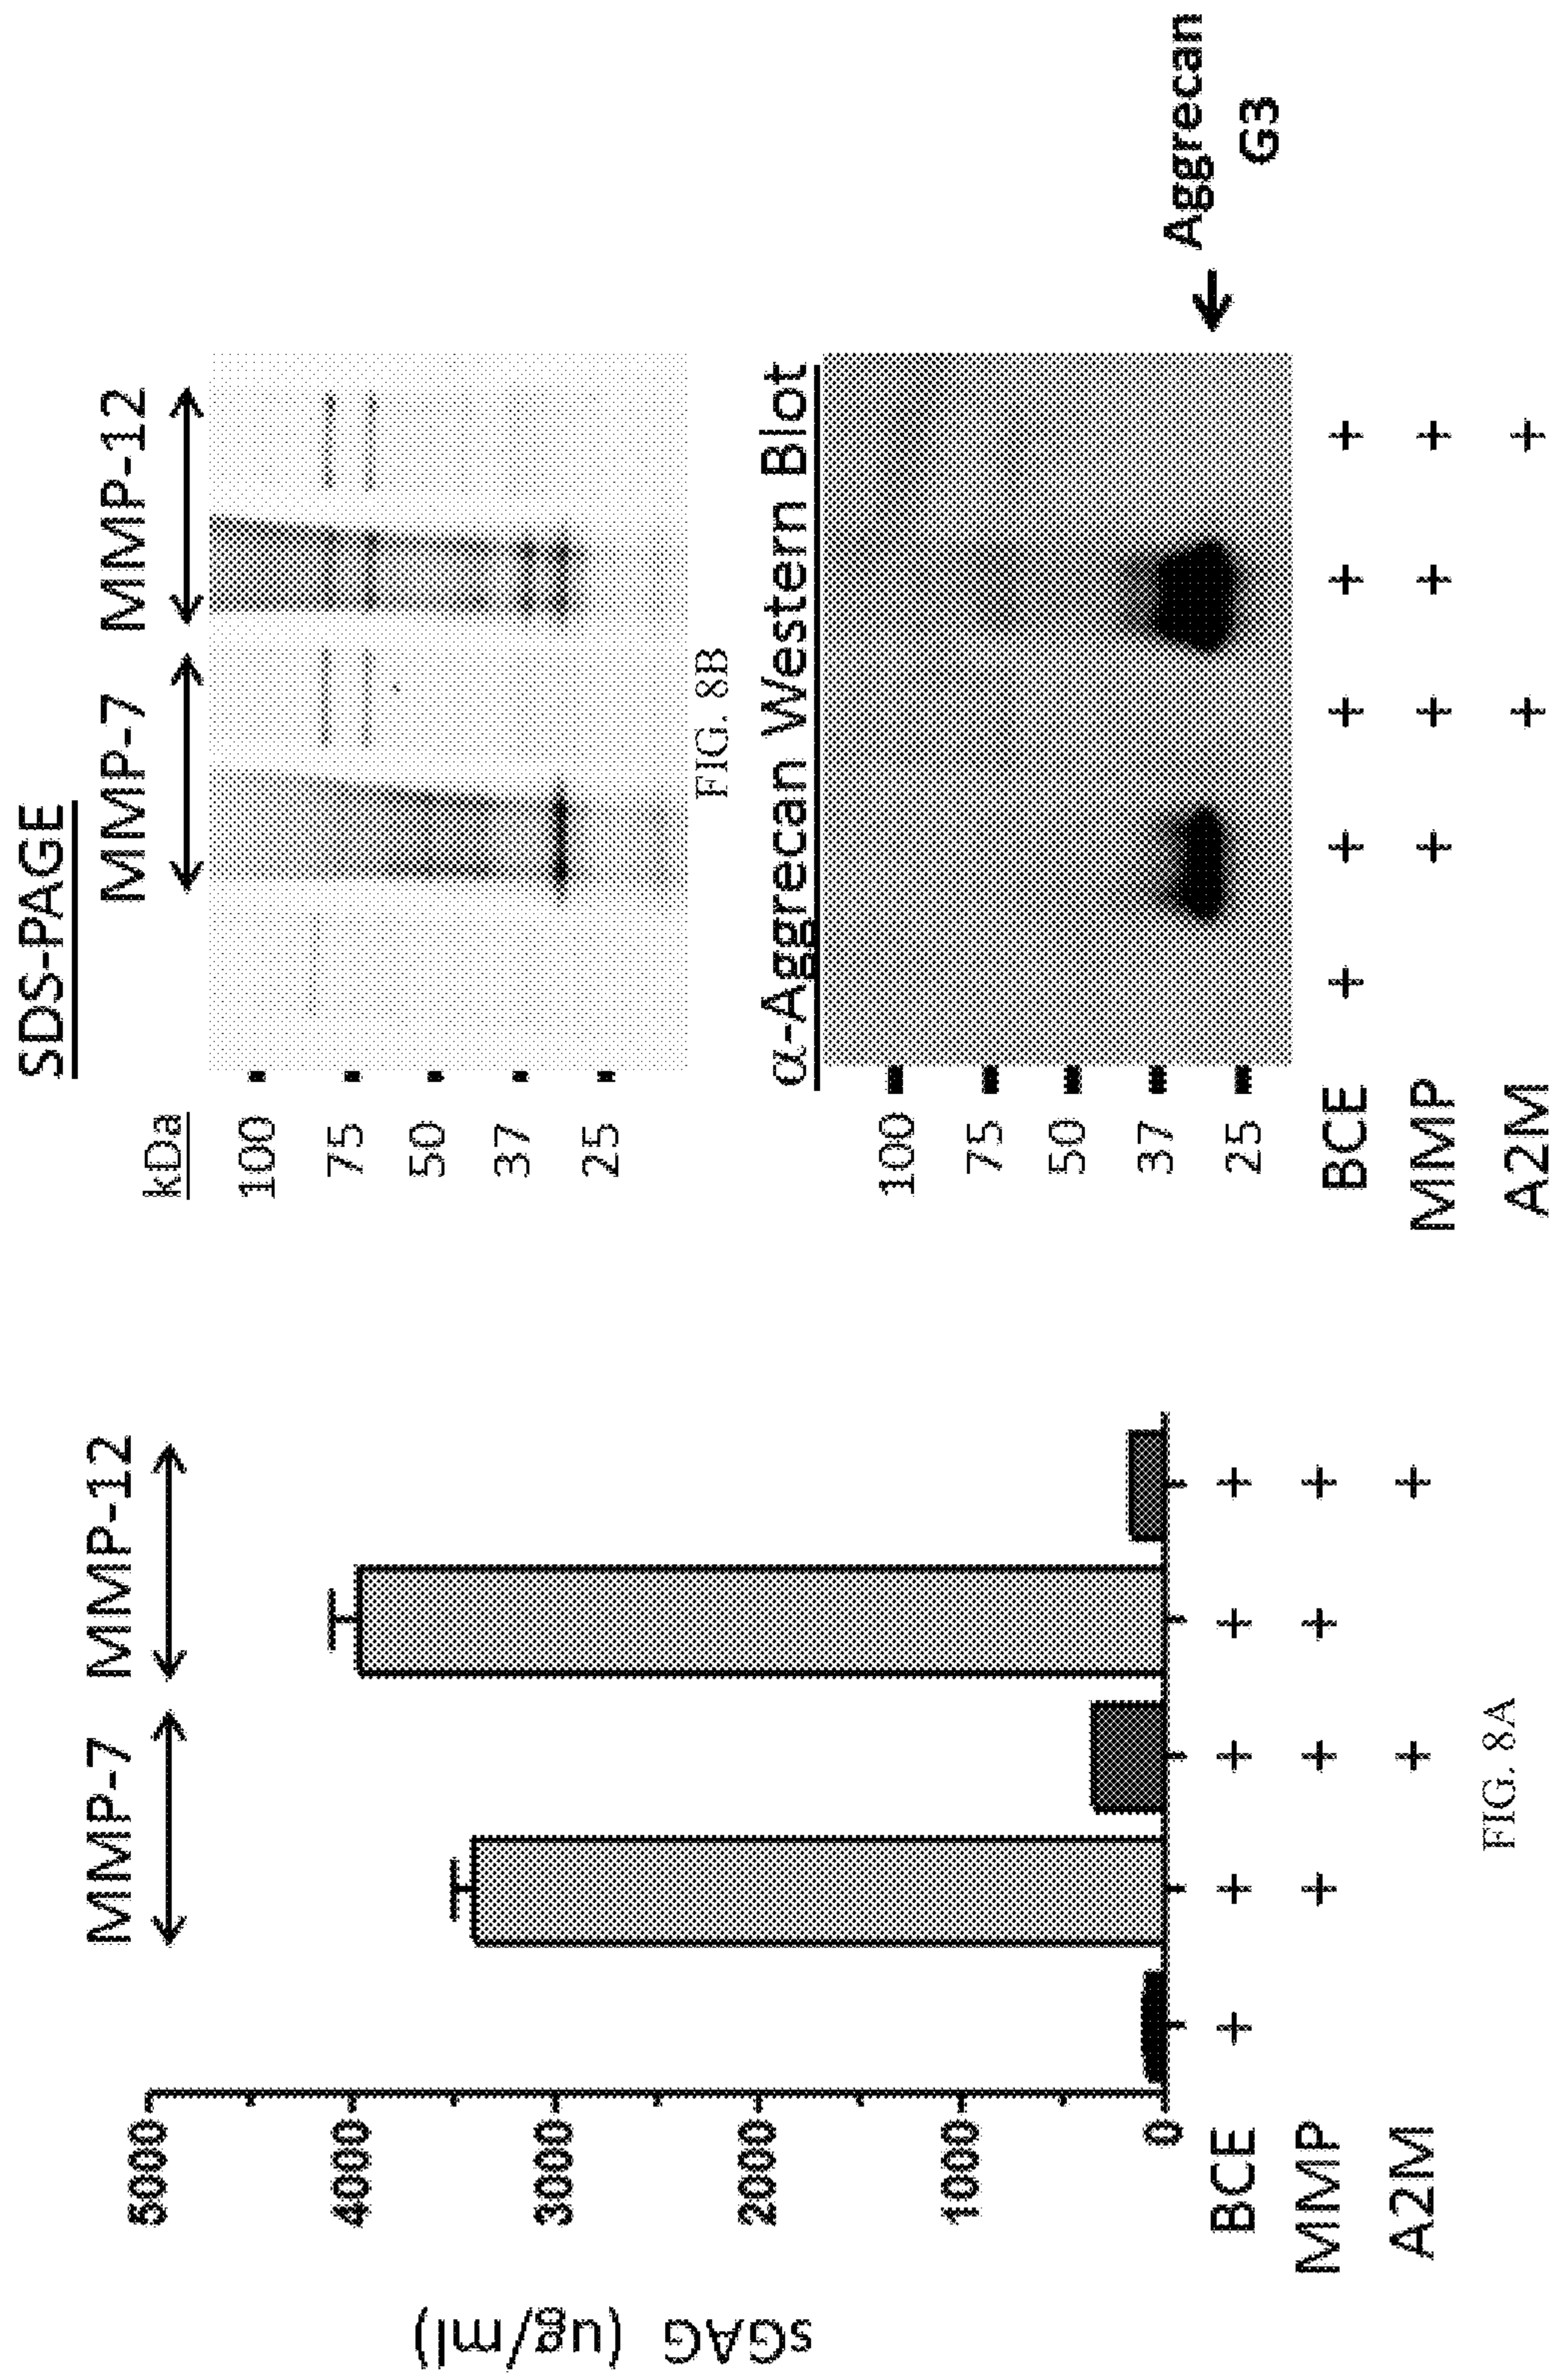 MMP-7 MMP-12
5000
4000
3000
2000
1000
0
sGAG (ug/ml)
BCE + + + + +
MMP + + + +
A2M + +
FIG. 8A
SDS-PAGE
MMP-7 MMP-12
kDa
100
75
50
37
25
FIG. 8B
α-Aggrecan Western Blot
100
75
50
37
25
Aggrecan
G3
BCE + + + + +
MMP + + + +
A2M + +